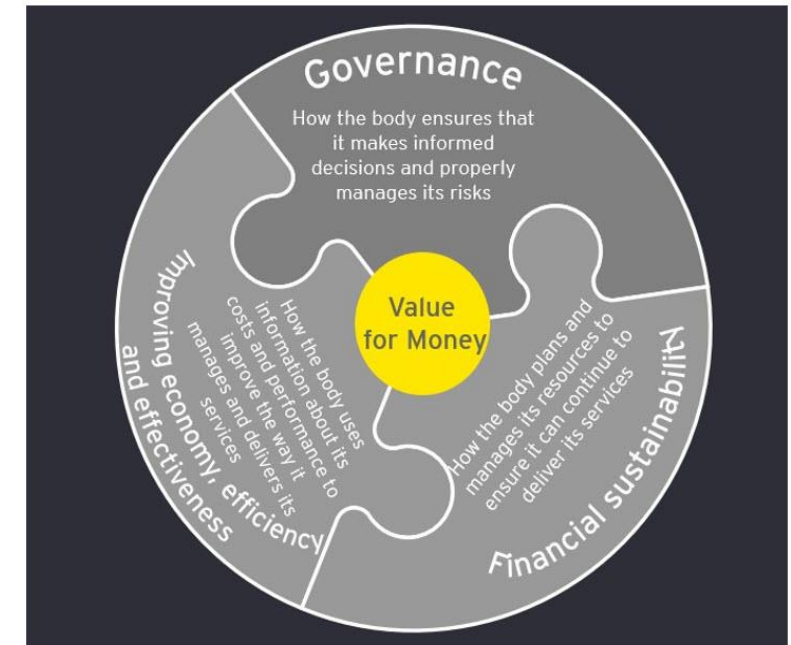 Governance
How the body ensures that
it makes informed
decisions and properly
manages its risks
Value
for Money
Improving economy, efficiency
and effectiveness
How the body uses
information about its
costs and performance to
improve the way it
manages and delivers its
services
How the body plans and
manages its resources to
ensure it can continue to
deliver its services
Financial sustainability